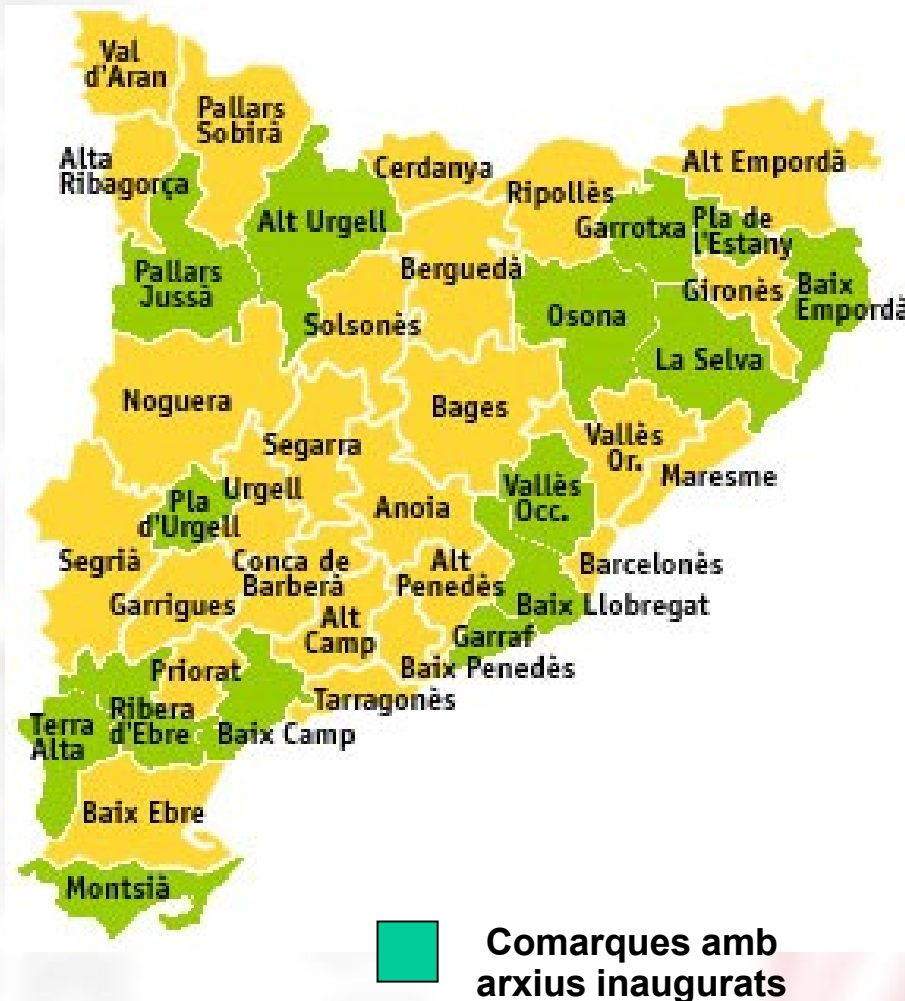 Val
d'Aran
Pallars
Sobirà
Alta
Ribagorça
Cerdanya
Ripollès
Alt Empordà
Alt Urgell
Garrotxa
Pla de
l'Estany
Pallars
Jussà
Berguedà
Gironès
Baix
Empordà
Solsonès
Osona
La Selva
Noguera
Bages
Segarra
Vallès
Or.
Maresme
Urgell
Pla
d'Urgell
Anoia
Vallès
Occ.
Segrià
Conca de
Barberà
Alt
Penedès
Barcelonès
Garrigues
Baix Llobregat
Alt
Camp
Garraf
Baix Penedès
Priorat
Tarragonès
Terra
Alta
Ribera
d'Ebre
Baix Camp
Baix Ebre
Montsià
Comarques amb
arxius inaugurats